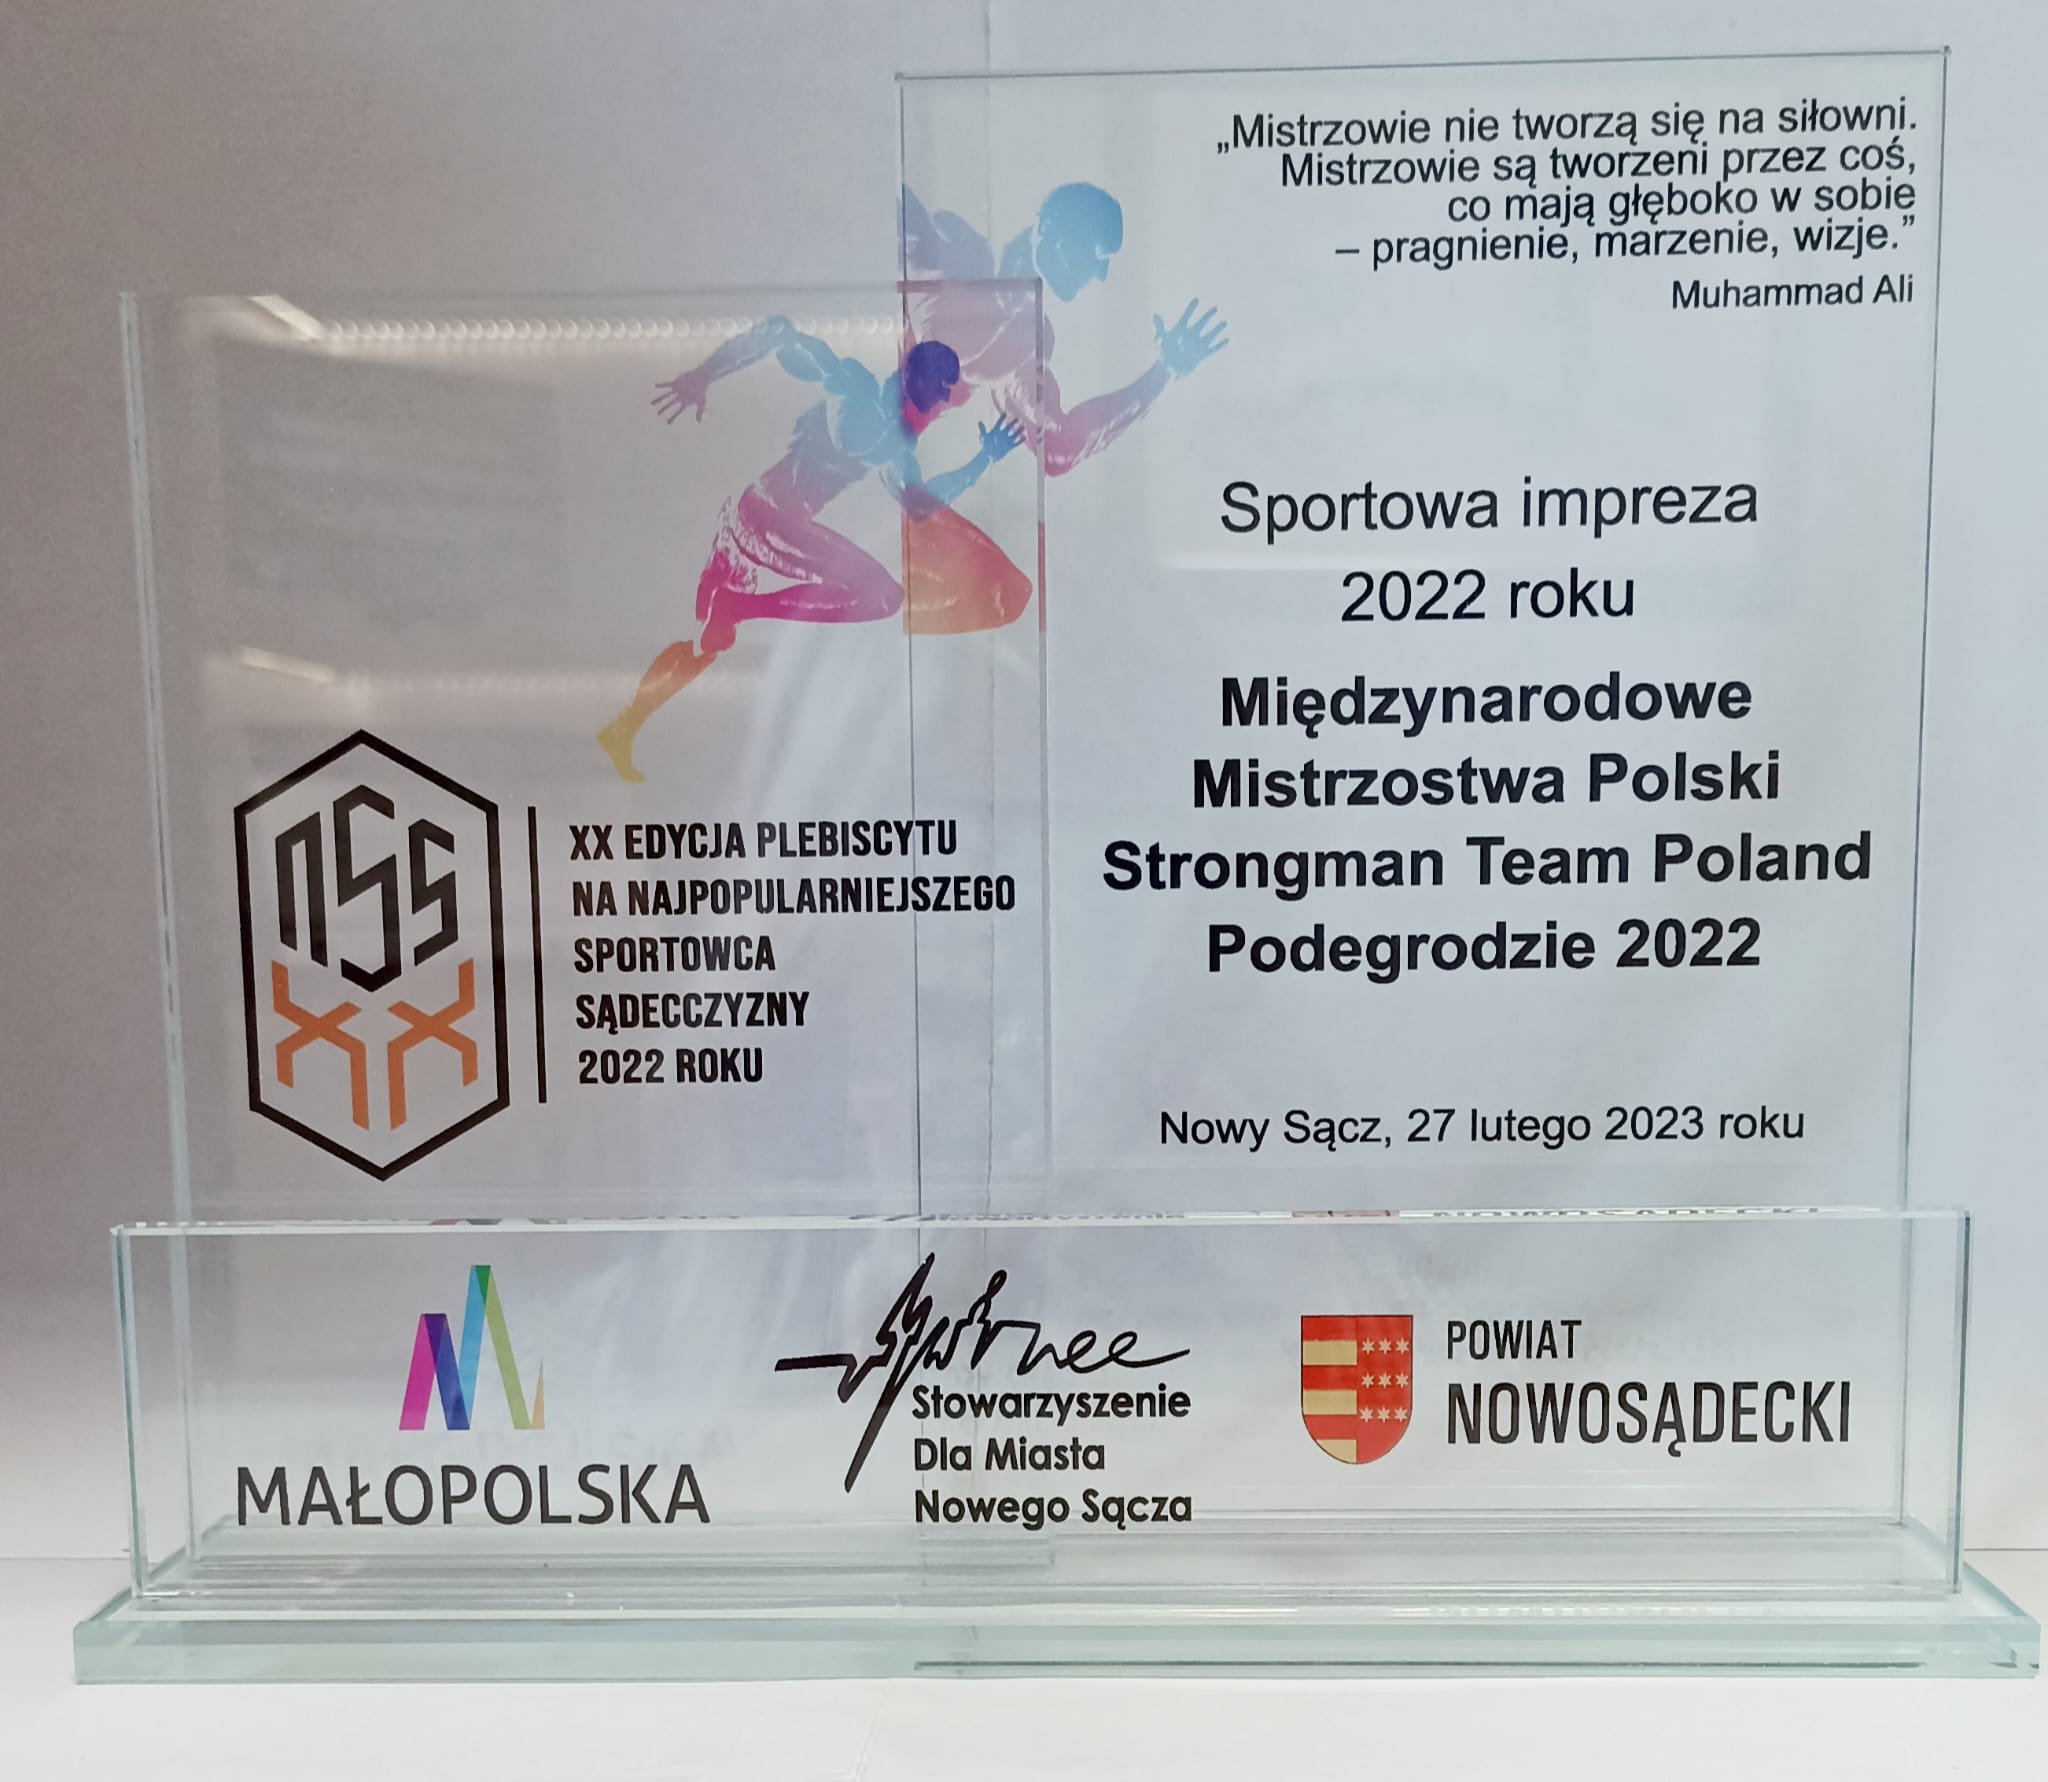 „Mistrzowie nie tworzą się na siłowni.
Mistrzowie są tworzeni przez coś,
co mają głęboko w sobie
– pragnienie, marzenie, wizje.”
Muhammad Ali
Sportowa impreza
2022 roku
Międzynarodowe
Mistrzostwa Polski
Strongman Team Poland
Podegrodzie 2022
Nowy Sącz, 27 lutego 2023 roku
NSS
XX
XX EDYCJA PLEBISCYTU
NA NAJPOPULARNIEJSZEGO
SPORTOWCA
SĄDECCZYZNY
2022 ROKU
MAŁOPOLSKA
Stowarzyszenie
Dla Miasta
Nowego Sącza
POWIAT
NOWOSĄDECKI